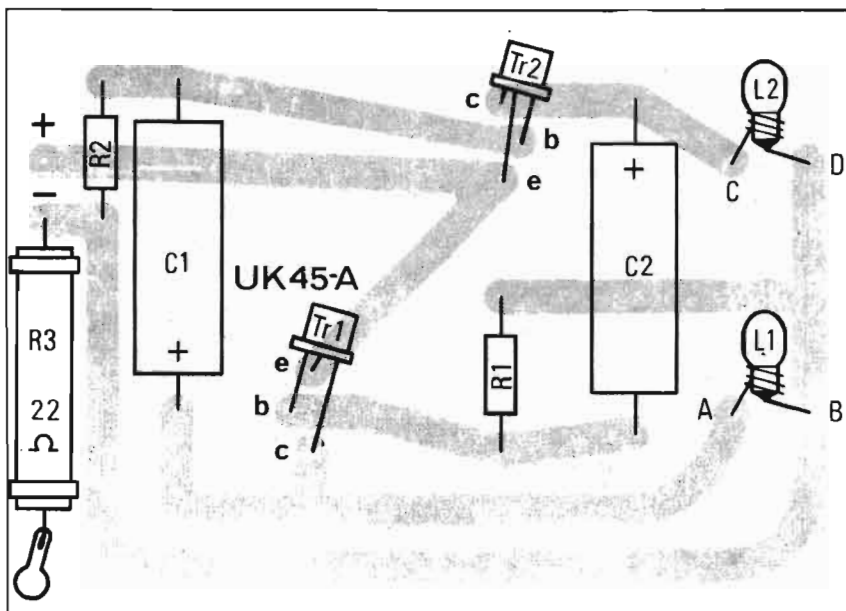 Tr2
L2
c
+
R2
b
+
e
C
D
−
C1
C2
UK45-A
R3
Tr1
L1
e
R1
22
+
b
A
B
Ω
c